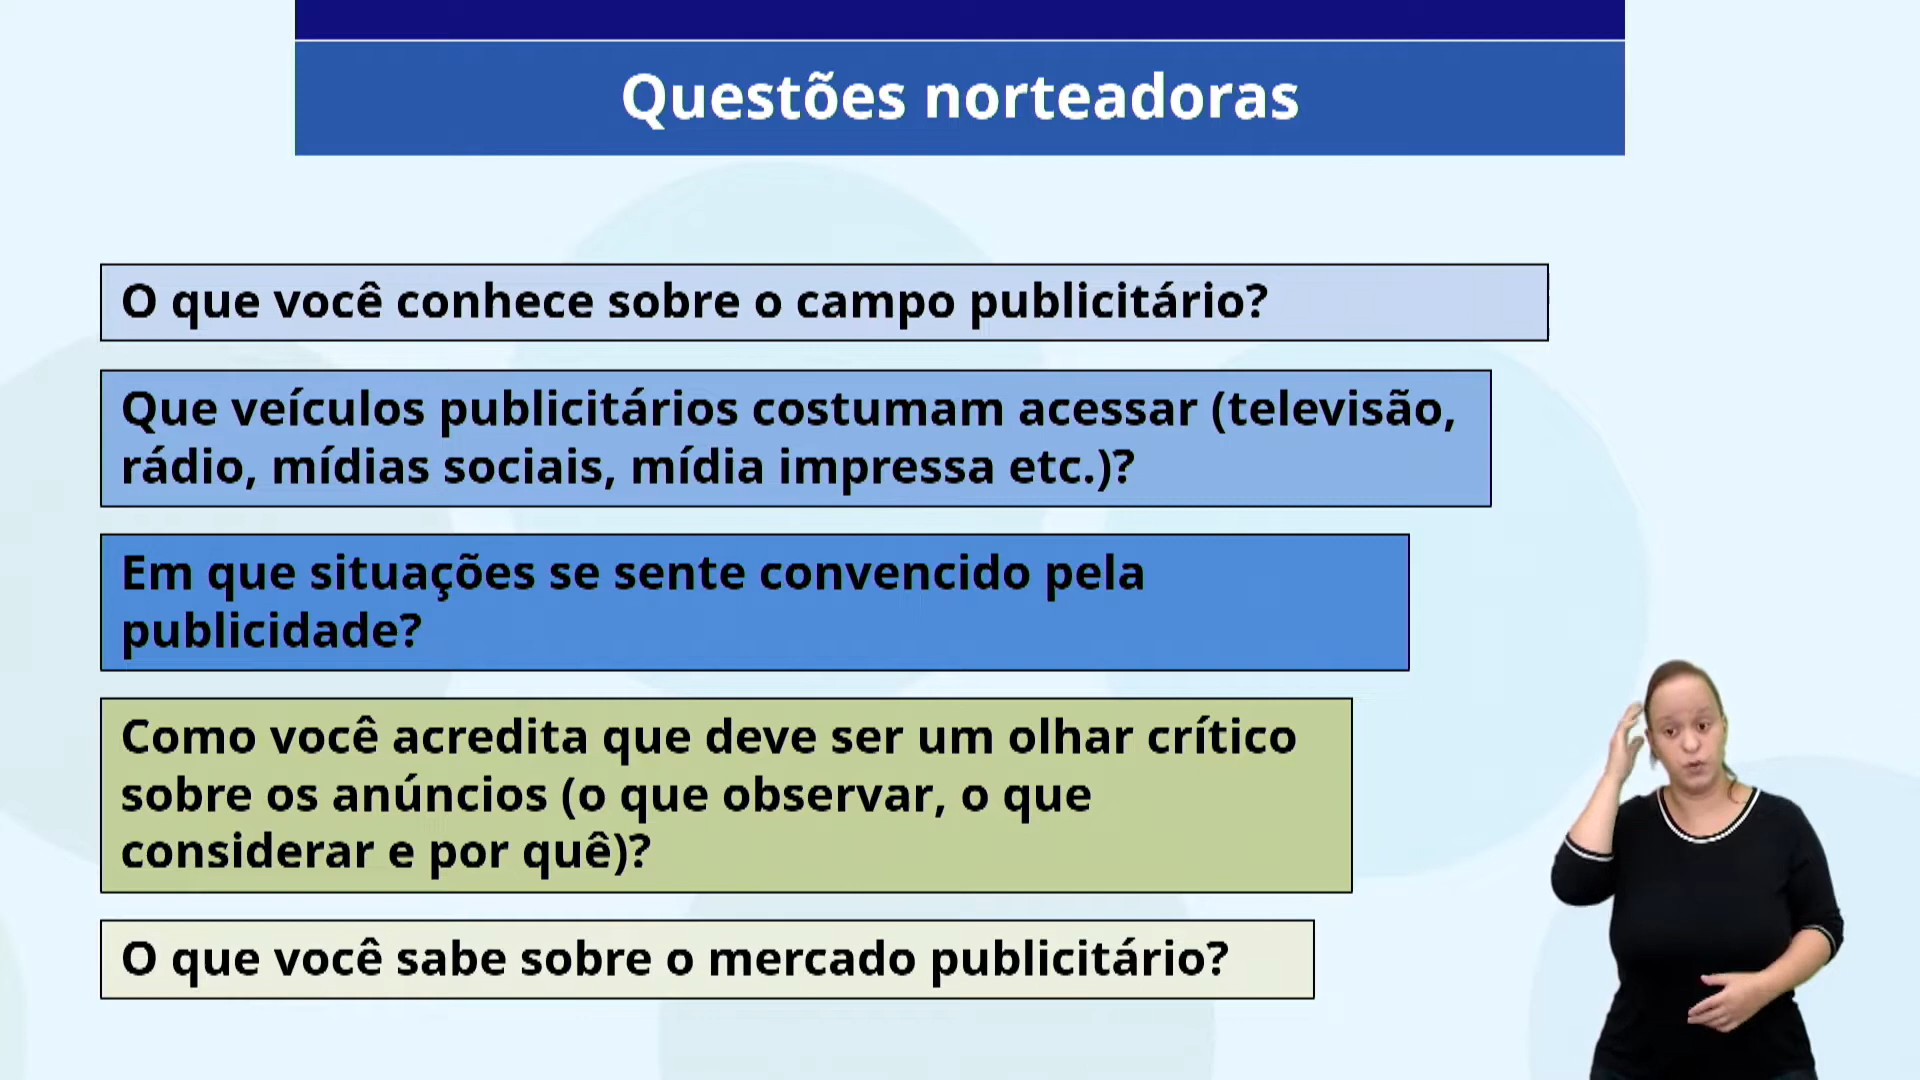 Questões norteadoras
O que você conhece sobre o campo publicitário?
Que veículos publicitários costumam acessar (televisão,
rádio, mídias sociais, mídia impressa etc.)?
Em que situações se sente convencido pela
publicidade?
Como você acredita que deve ser um olhar crítico
sobre os anúncios (o que observar, o que
considerar e por quê)?
O que você sabe sobre o mercado publicitário?